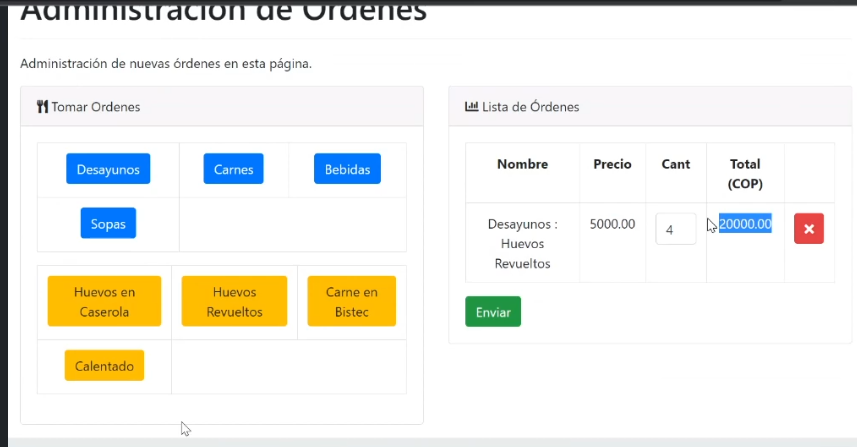 Administración de Ordenes
Administración de nuevas órdenes en esta página.
Tomar Ordenes
Desayunos
Carnes
Bebidas
Sopas
Huevos en
Caserola
Huevos
Revueltos
Carne en
Bistec
Calentado
Lista de Órdenes
Nombre
Precio
Cant
Total
(COP)
Desayunos :
Huevos
Revueltos
5000.00
4
20000.00
Enviar